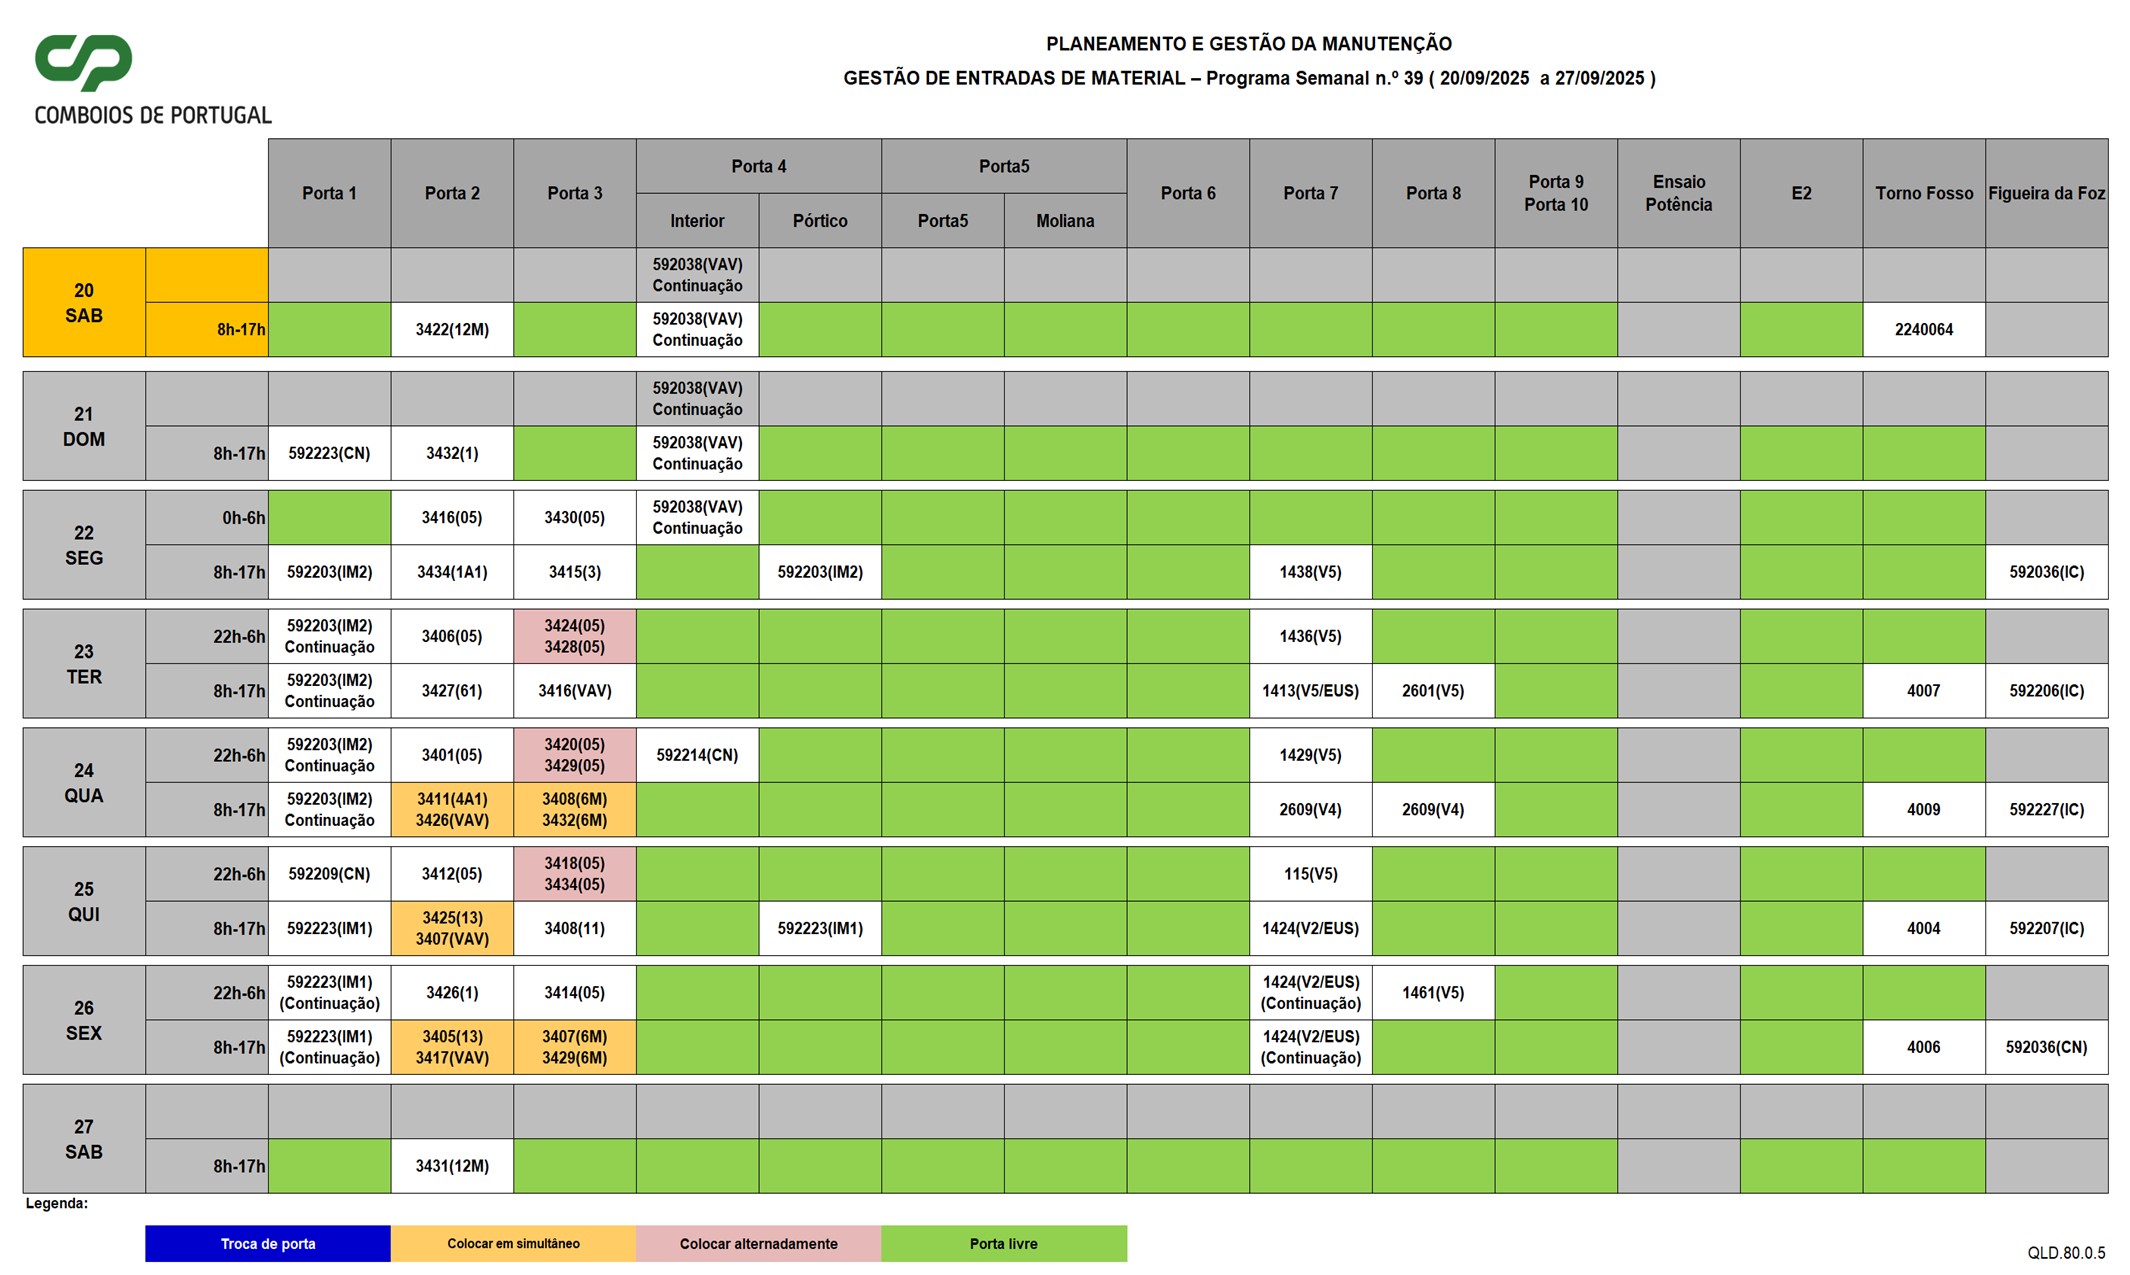 COMBOIOS DE PORTUGAL
PLANEAMENTO E GESTÃO DA MANUTENÇÃO
GESTÃO DE ENTRADAS DE MATERIAL – Programa Semanal n.º 39 ( 20/09/2025 a 27/09/2025 )
Porta 1
Porta 2
Porta 3
Porta 4
Interior
Pórtico
Porta5
Porta5
Moliana
Porta 6
Porta 7
Porta 8
Porta 9
Porta 10
Ensaio
Potência
E2
Torno Fosso
Figueira da Foz
20
SAB
592038(VAV)
Continuação
8h-17h
3422(12M)
592038(VAV)
Continuação
2240064
21
DOM
592038(VAV)
Continuação
8h-17h
592223(CN)
3432(1)
592038(VAV)
Continuação
22
SEG
0h-6h
3416(05)
3430(05)
592038(VAV)
Continuação
8h-17h
592203(IM2)
3434(1A1)
3415(3)
592203(IM2)
1438(V5)
592036(IC)
23
TER
22h-6h
592203(IM2)
Continuação
3406(05)
3424(05)
3428(05)
1436(V5)
8h-17h
592203(IM2)
Continuação
3427(61)
3416(VAV)
1413(V5/EUS)
2601(V5)
4007
592206(IC)
24
QUA
22h-6h
592203(IM2)
Continuação
3401(05)
3420(05)
3429(05)
592214(CN)
1429(V5)
8h-17h
592203(IM2)
Continuação
3411(4A1)
3426(VAV)
3408(6M)
3432(6M)
2609(V4)
2609(V4)
4009
592227(IC)
25
QUI
22h-6h
592209(CN)
3412(05)
3418(05)
3434(05)
115(V5)
8h-17h
592223(IM1)
3425(13)
3407(VAV)
3408(11)
592223(IM1)
1424(V2/EUS)
4004
592207(IC)
26
SEX
22h-6h
592223(IM1)
(Continuação)
3426(1)
3414(05)
1424(V2/EUS)
(Continuação)
1461(V5)
8h-17h
592223(IM1)
(Continuação)
3405(13)
3417(VAV)
3407(6M)
3429(6M)
1424(V2/EUS)
(Continuação)
4006
592036(CN)
27
SAB
8h-17h
3431(12M)
Legenda:
Troca de porta
Colocar em simultâneo
Colocar alternadamente
Porta livre
QLD.80.0.5